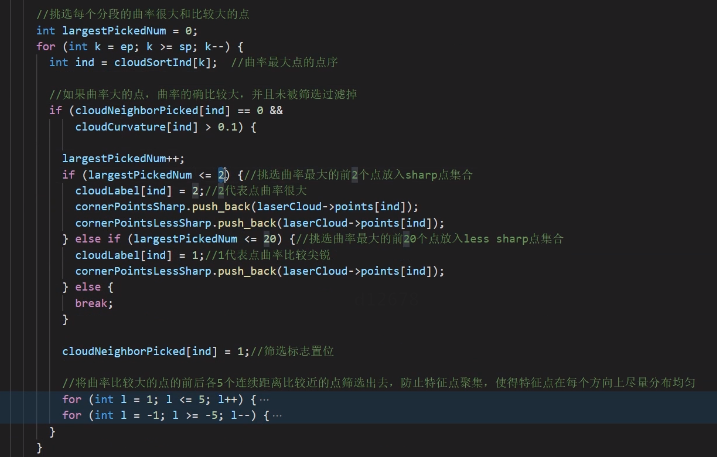 //挑选每个分段的曲率很大和比较大的点
int largestPickedNum = 0;
for (int k = ep; k >= sp; k--) {
int ind = cloudSortInd[k];  //曲率最大点的点序
//如果曲率大的点，曲率的确比较大，并且未被筛选过滤掉
if (cloudNeighborPicked[ind] == 0 &&
cloudCurvature[ind] > 0.1) {
largestPickedNum++;
if (largestPickedNum <= 2) {//挑选曲率最大的前2个点放入sharp点集合
cloudLabel[ind] = 2;//2代表点曲率很大
cornerPointsSharp.push_back(laserCloud->points[ind]);
cornerPointsLessSharp.push_back(laserCloud->points[ind]);
} else if (largestPickedNum <= 20) {//挑选曲率最大的前20个点放入less sharp点集合
cloudLabel[ind] = 1;//1代表点曲率比较尖锐
cornerPointsLessSharp.push_back(laserCloud->points[ind]);
} else {
break;
}
cloudNeighborPicked[ind] = 1;//筛选标志置位
//将曲率比较大的点的前后各5个连续距离比较近的点筛选出去，防止特征点聚集，使得特征点在每个方向上尽量分布均匀
for (int l = 1; l <= 5; l++) {…
for (int l = -1; l >= -5; l--) {…
}
}